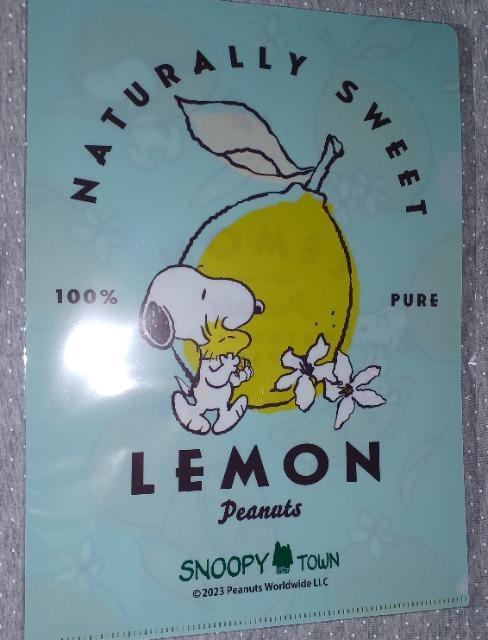 NATURALLY SWEET
100% PURE
LEMON
Peanuts
SNOOPY TOWN
©2023 Peanuts Worldwide LLC